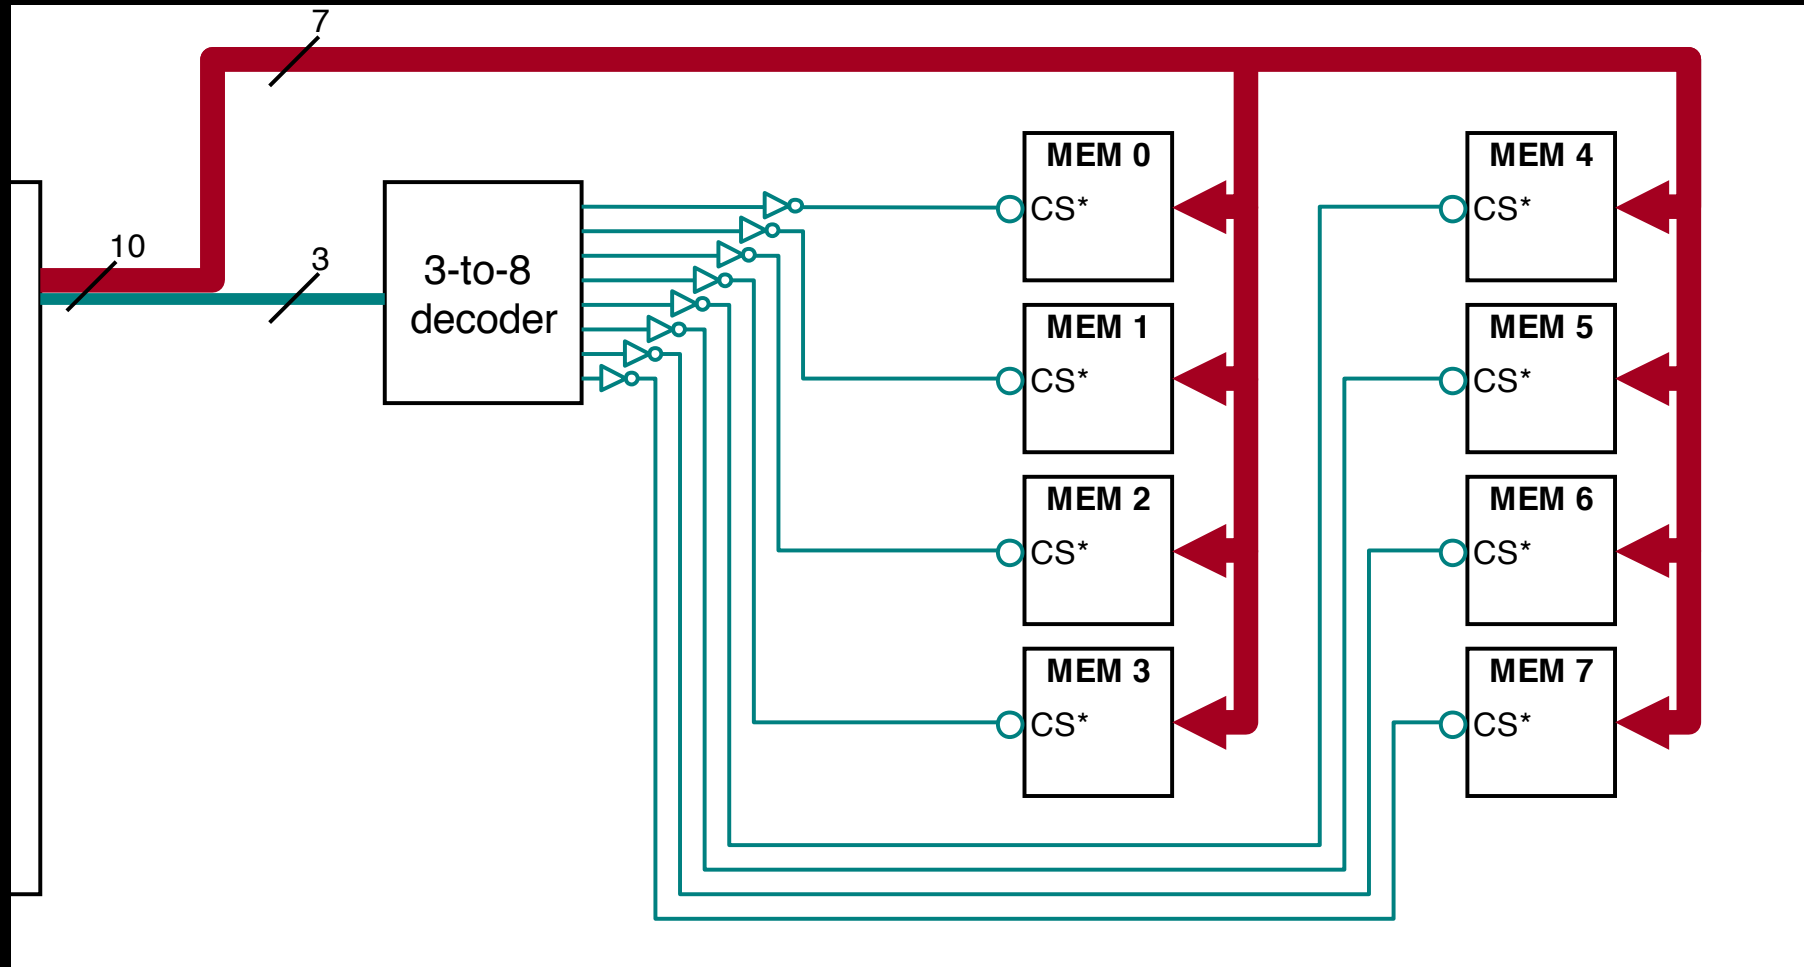 7
10
3
3-to-8
decoder
MEM 0
CS*
MEM 1
CS*
MEM 2
CS*
MEM 3
CS*
MEM 4
CS*
MEM 5
CS*
MEM 6
CS*
MEM 7
CS*